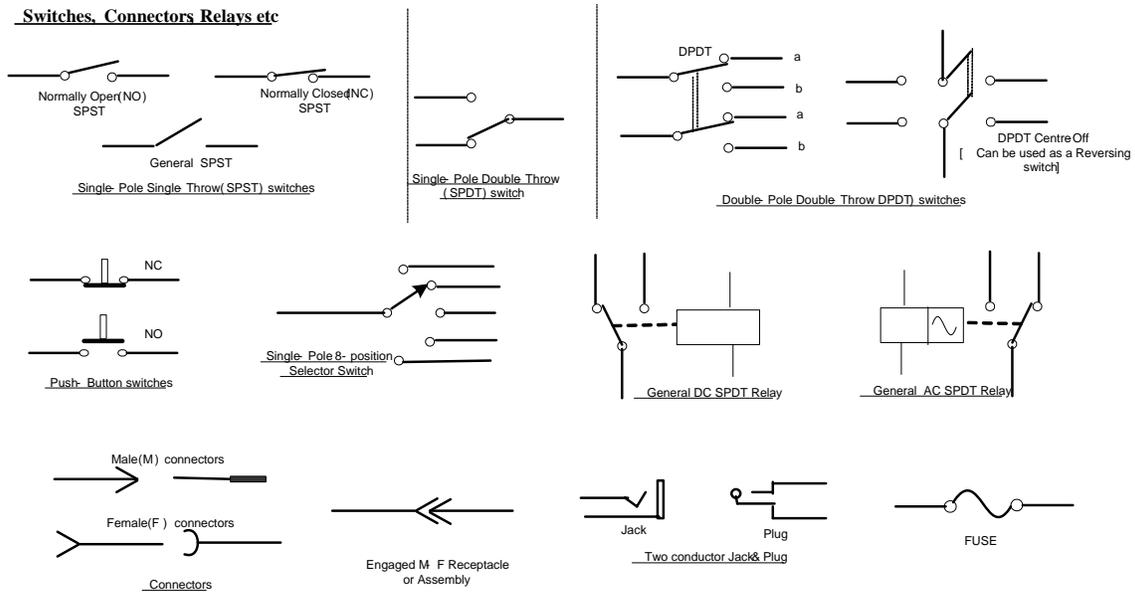 Switches, Connectors, Relays etc
Normally Open(NO)
SPST
Normally Closed(NC)
SPST
General SPST
Single- Pole Single Throw(SPST) switches
Single- Pole Double Throw
(SPDT) switch
DPDT
a
b
a
b
DPDT Centre Off
[ Can be used as a Reversing
switch]
Double- Pole Double- Throw DPDT) switches
NC
NO
Push- Button switches
Single- Pole 8- position
Selector Switch
General DC SPDT Relay
General AC SPDT Relay
Male(M) connectors
Female(F) connectors
Connectors
Engaged M- F Receptacle
or Assembly
Jack
Plug
Two conductor Jack& Plug
FUSE